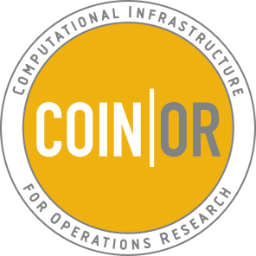 Computational Infrastructure
COIN|OR
for Operations Research